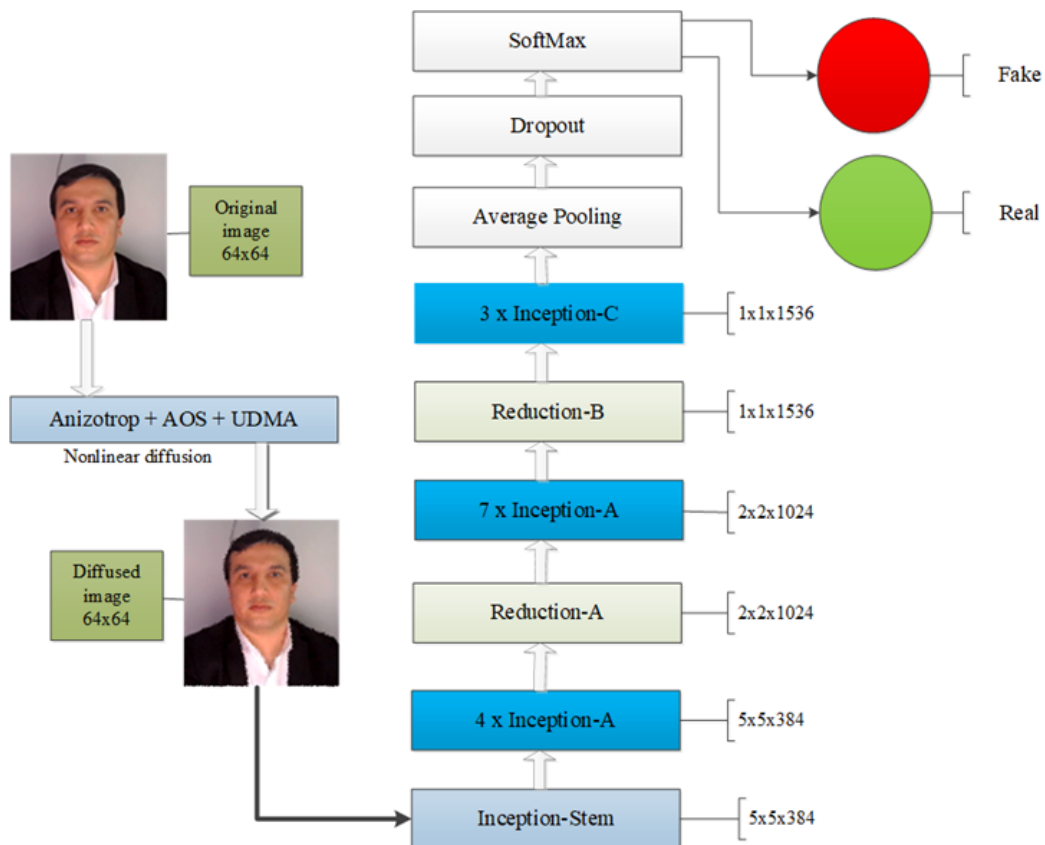 SoftMax
Fake
Dropout
Original
image
64x64
Average Pooling
Real
3 x Inception-C
1x1x1536
Anizotrop + AOS + UDMA
Nonlinear diffusion
Reduction-B
1x1x1536
7 x Inception-A
2x2x1024
Diffused
image
64x64
Reduction-A
2x2x1024
4 x Inception-A
5x5x384
Inception-Stem
5x5x384